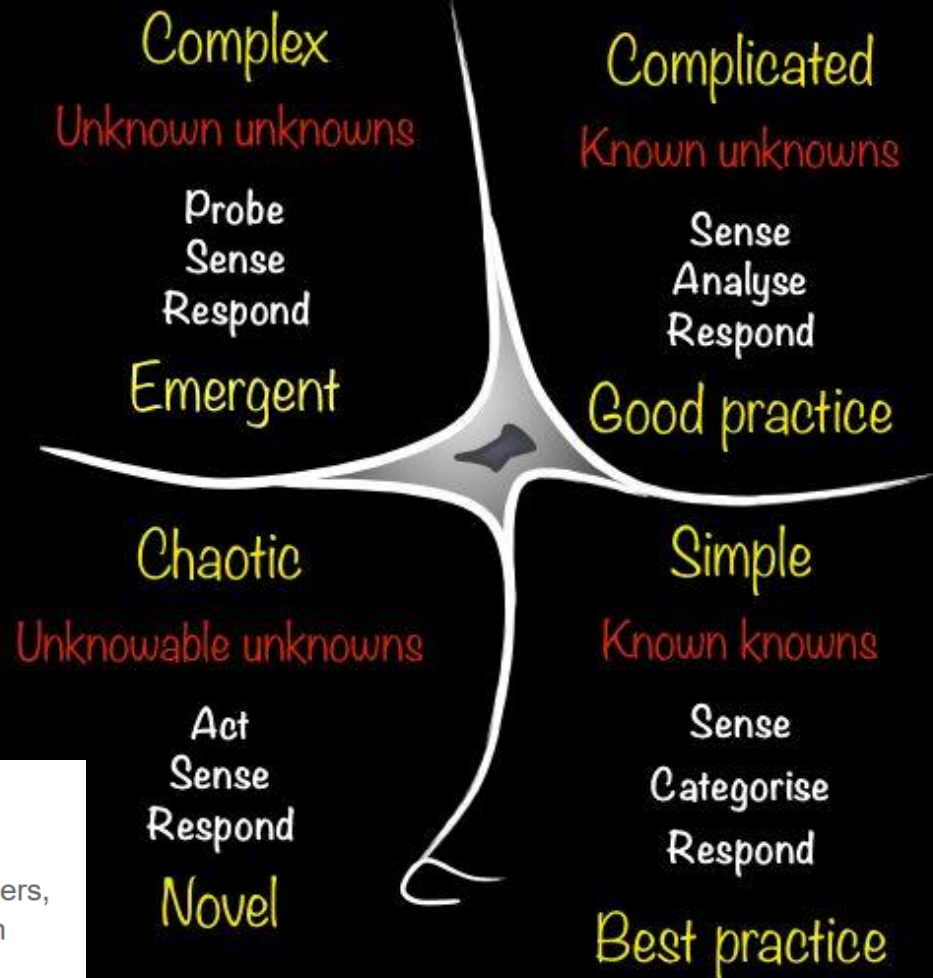 Complex
Unknown unknowns
Probe
Sense
Respond
Emergent
Complicated
Known unknowns
Sense
Analyse
Respond
Good practice
Chaotic
Unknowable unknowns
Act
Sense
Respond
Novel
Simple
Known knowns
Sense
Categorise
Respond
Best practice